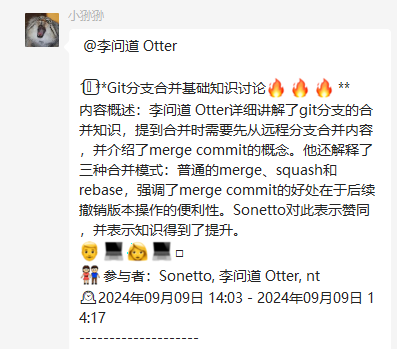 小狲狲
@李问道 Otter
1️⃣ **Git分支合并基础知识讨论🔥🔥🔥**
内容概述：李问道 Otter详细讲解了git分支的合
并知识，提到合并时需要先从远程分支合并内容
，并介绍了merge commit的概念。他还解释了
三种合并模式：普通的merge、squash和
rebase，强调了merge commit的好处在于后续
撤销版本操作的便利性。Sonetto对此表示赞同
，并表示知识得到了提升。
👨💻👩💻□
👫参与者：Sonetto, 李问道 Otter, nt
🕰2024年09月09日 14:03 - 2024年09月09日 1
4:17
--------------------